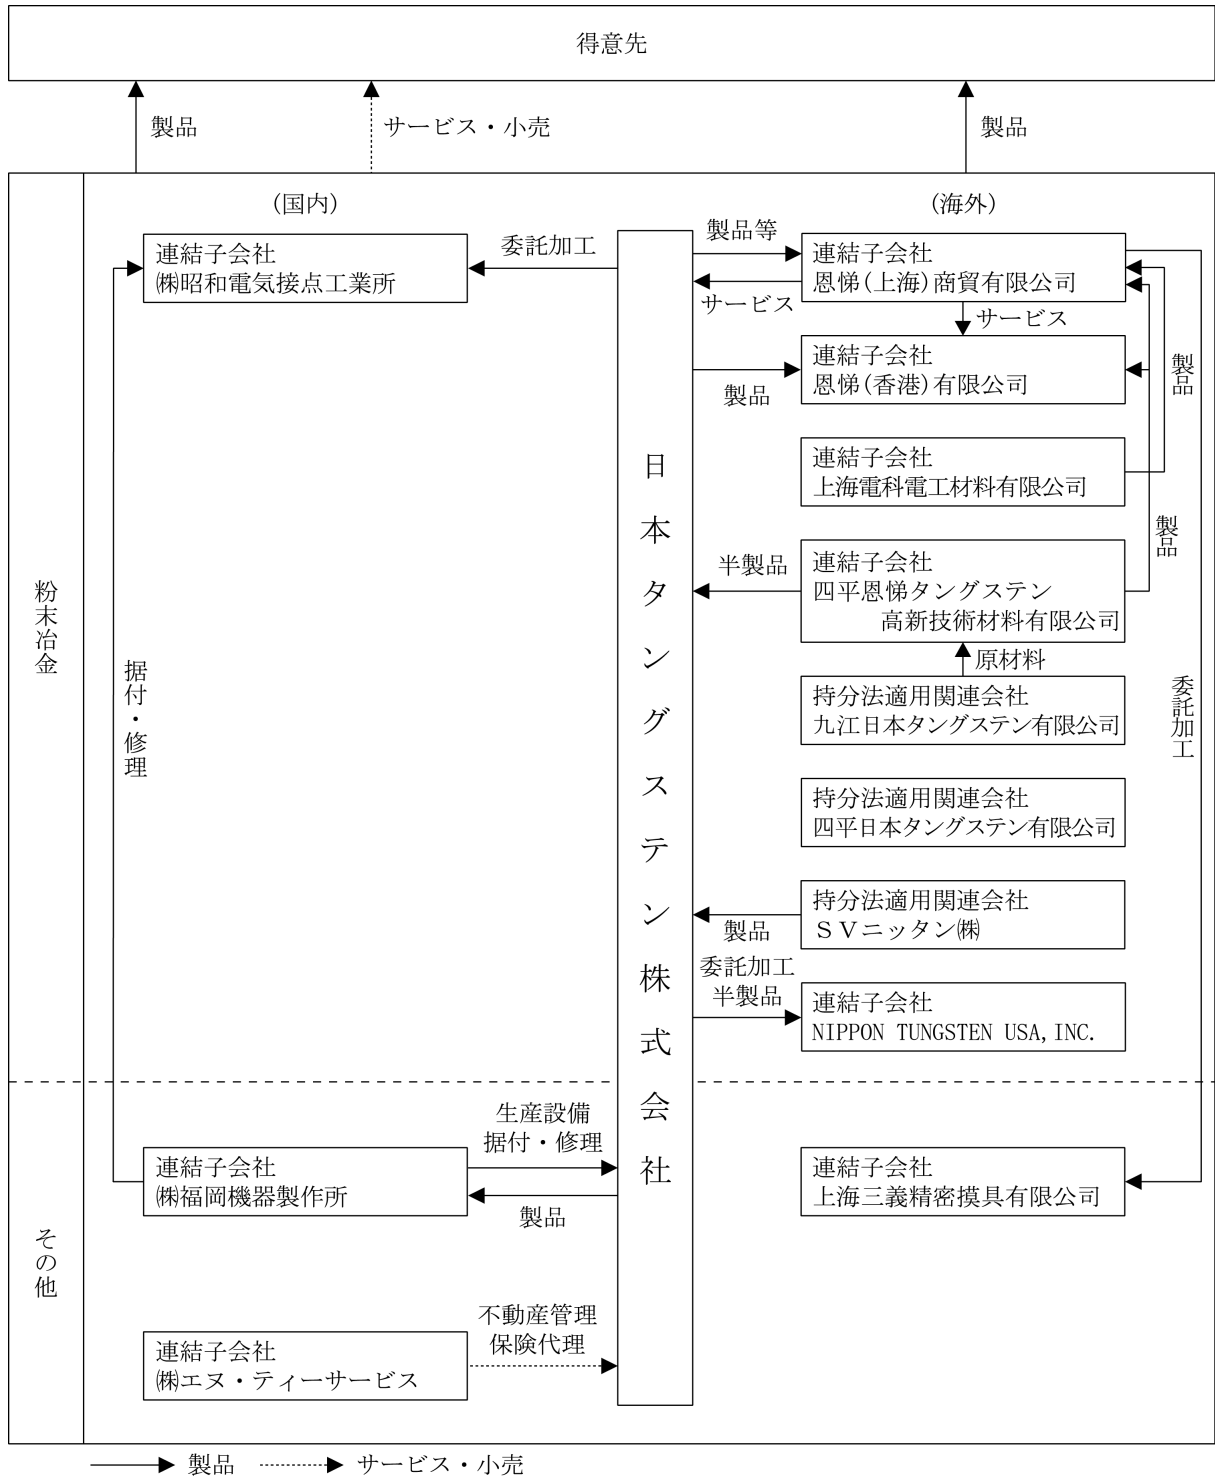 得意先
製品
サービス・小売
製品
(国内)
(海外)
連結子会社
㈱昭和電気接点工業所
委託加工
製品等
サービス
連結子会社
恩悌(上海)商貿有限公司
サービス
連結子会社
恩悌(香港)有限公司
製品
製品
連結子会社
上海電科電工材料有限公司
製品
日本タングステン株式会社
半製品
連結子会社
四平恩悌タングステン
高新技術材料有限公司
原材料
粉末冶金
据付・修理
持分法適用関連会社
九江日本タングステン有限公司
委託加工
持分法適用関連会社
四平日本タングステン有限公司
持分法適用関連会社
ＳＶニッタン㈱
製品
委託加工
半製品
連結子会社
NIPPON TUNGSTEN USA,INC.
生産設備
据付・修理
連結子会社
㈱福岡機器製作所
製品
連結子会社
上海三義精密摸具有限公司
その他
不動産管理
保険代理
連結子会社
㈱エヌ・ティーサービス
製品
サービス・小売